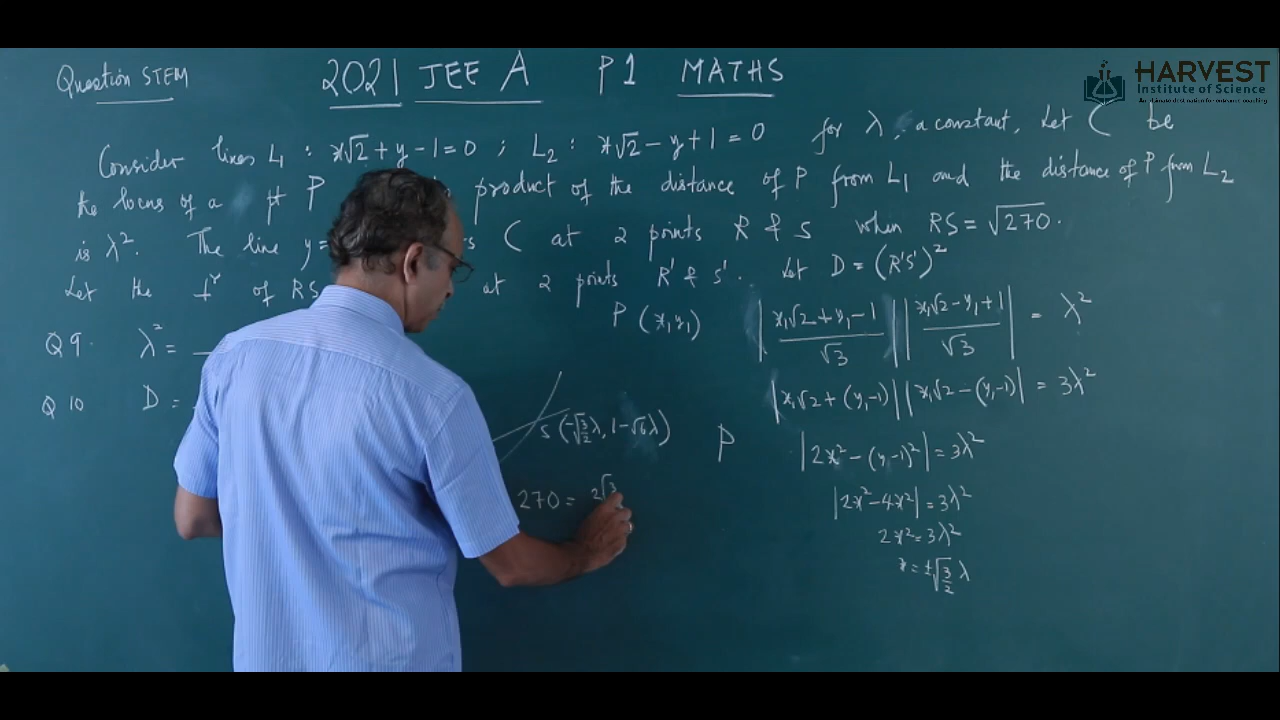 HARVEST
Institute of Science
Question STEM
2021 JEE A P1 MATHS
Consider lines L₁ : x√2 + y − 1 = 0 ; L₂ : x√2 − y + 1 = 0 for λ, a constant, Let C be
the locus of a pt P product of the distance of P from L₁ and the distance of P from L₂
is λ². The line y = C at 2 points R & S when RS = √270.
Let the ⊥ʳ of RS at 2 points R' & S'. Let D = (R'S')²
P (x₁y₁) |x₁√2 + y₁ − 1 / √3| |x₁√2 − y₁ + 1 / √3| = λ²
Q 9. λ² =
|x₁√2 + (y₁−1)| |x₁√2 − (y₁−1)| = 3λ²
Q 10 D =
S (−√(3/2) λ, 1 − √6 λ) P |2x² − (y−1)²| = 3λ²
|2x² − 4x²| = 3λ²
270 = 2√3
2x² = 3λ²
x = ±√(3/2) λ